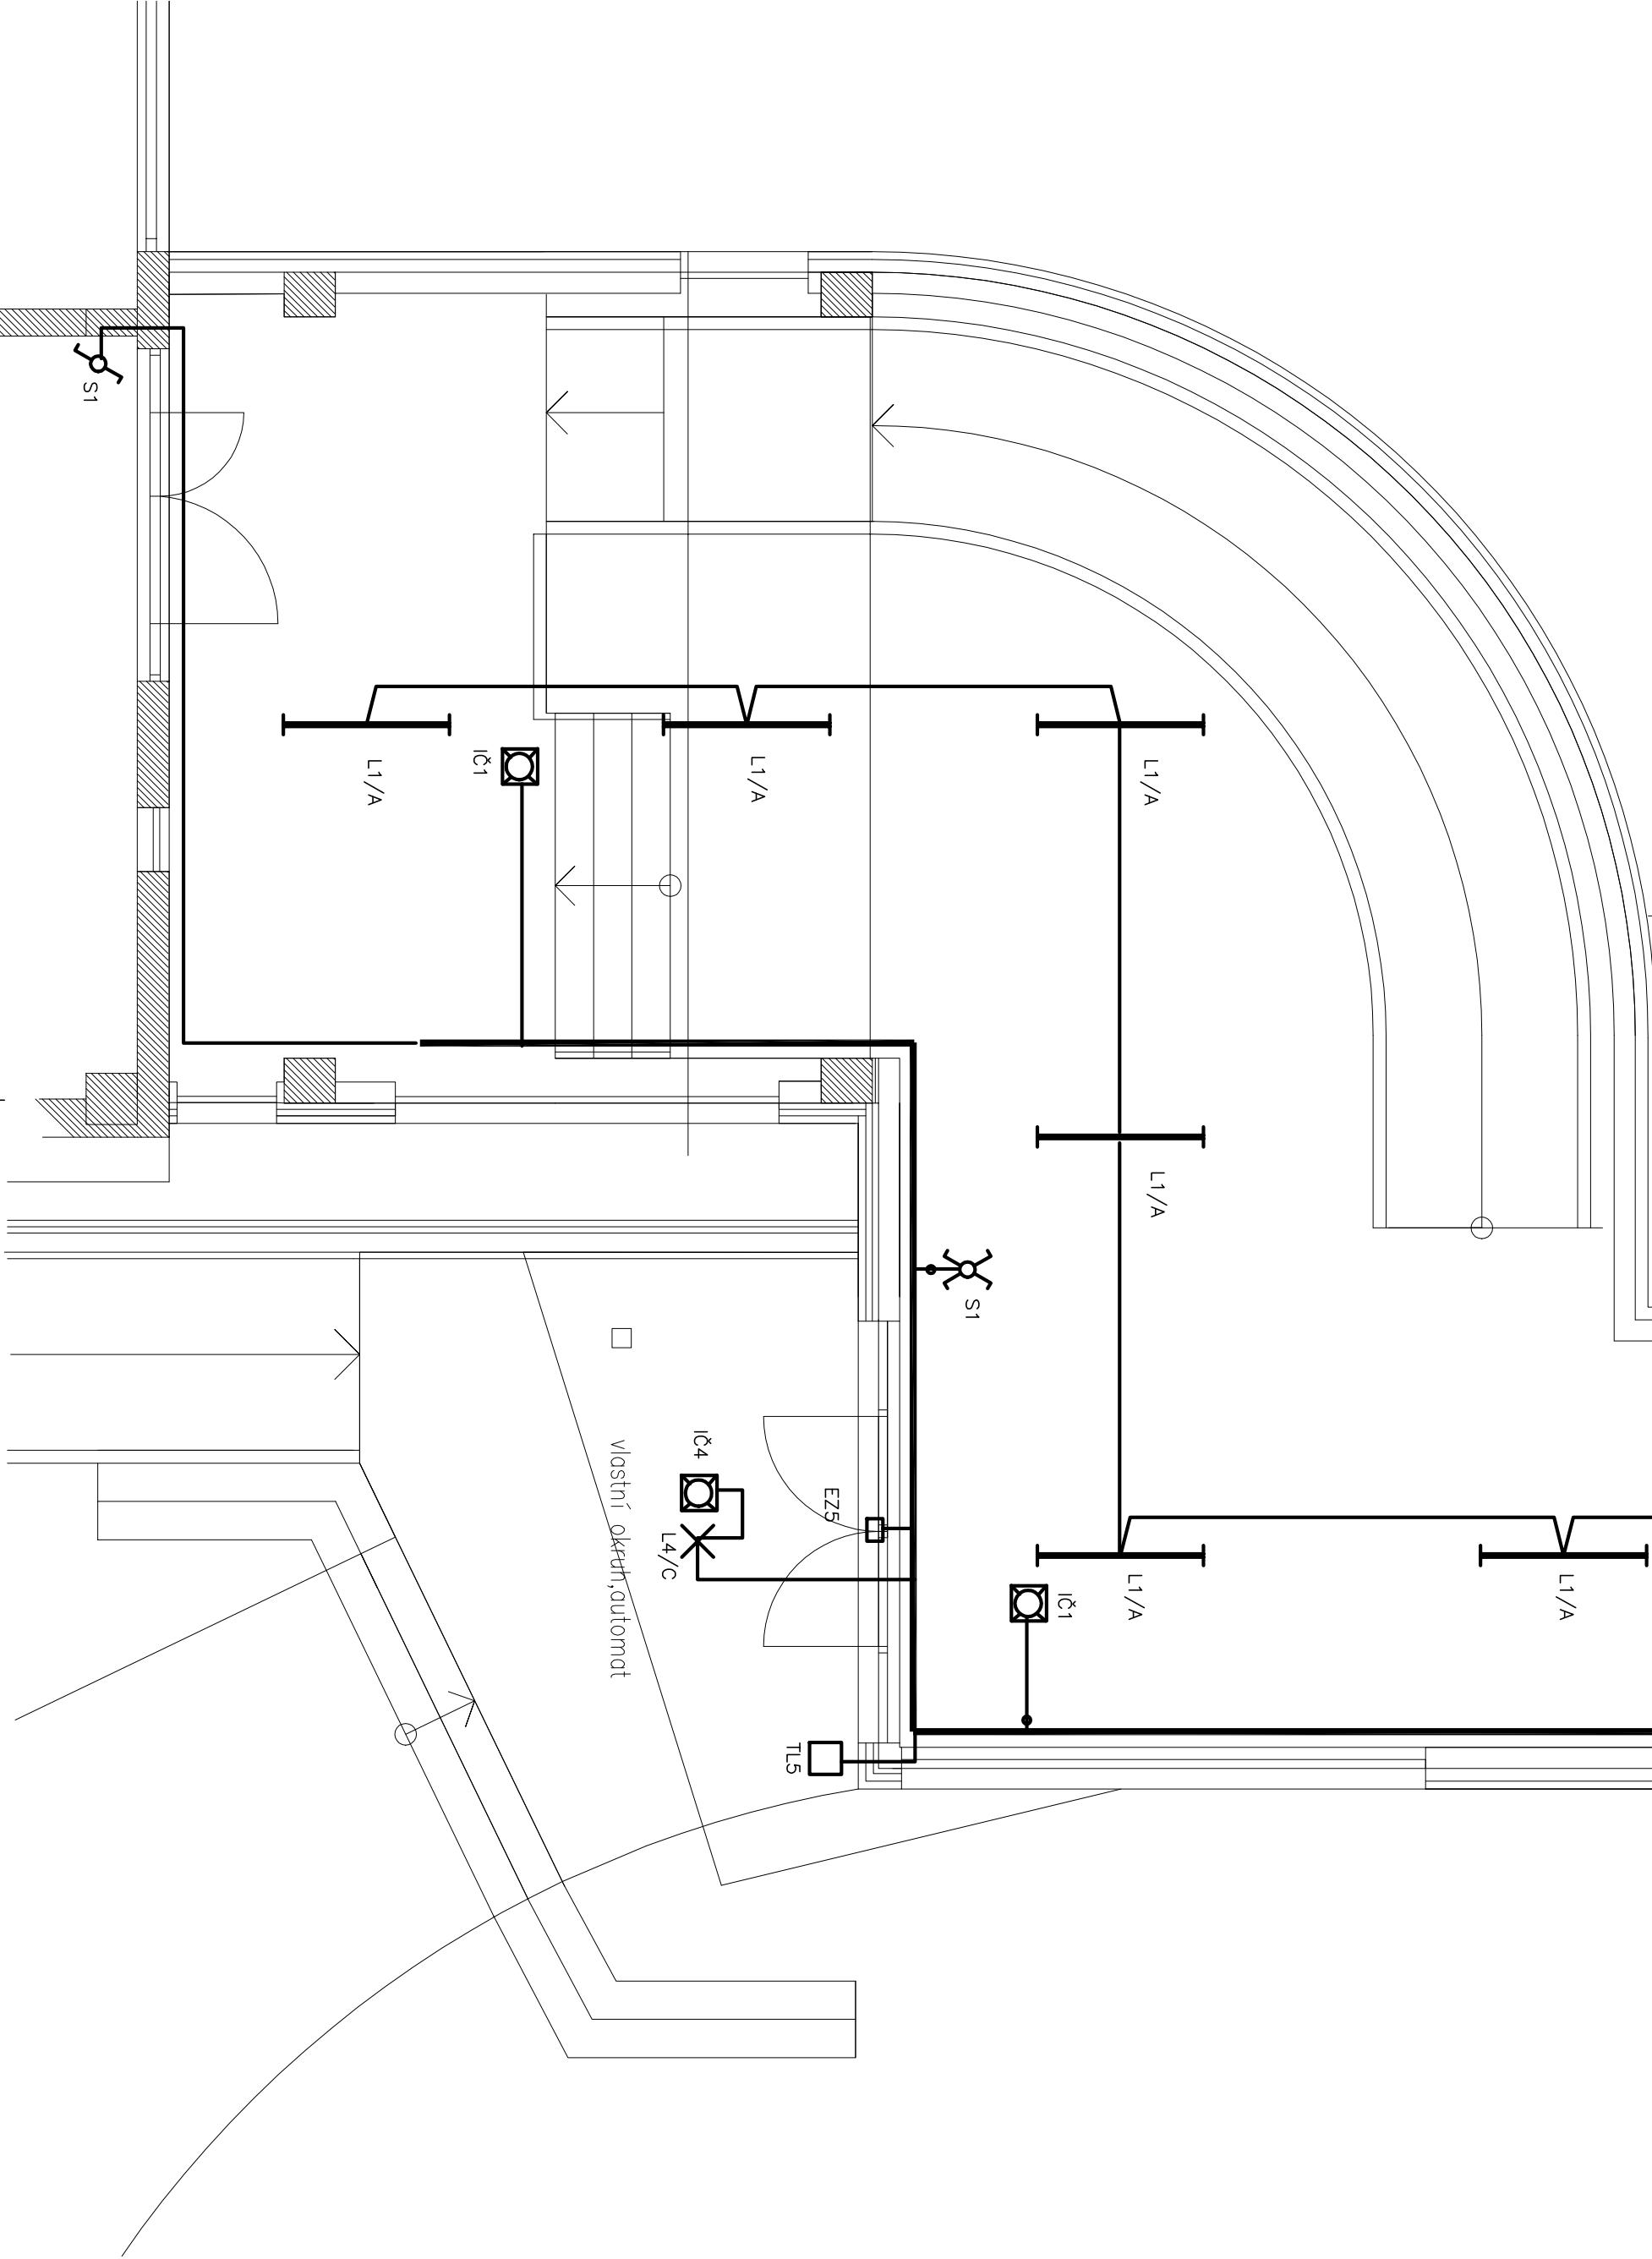 S1
L1/A
IČ1
L1/A
L1/A
L1/A
S1
IČ4
L4/C
EZ5
vlastní okruh,automat
L1/A
IČ1
L1/A
TL5